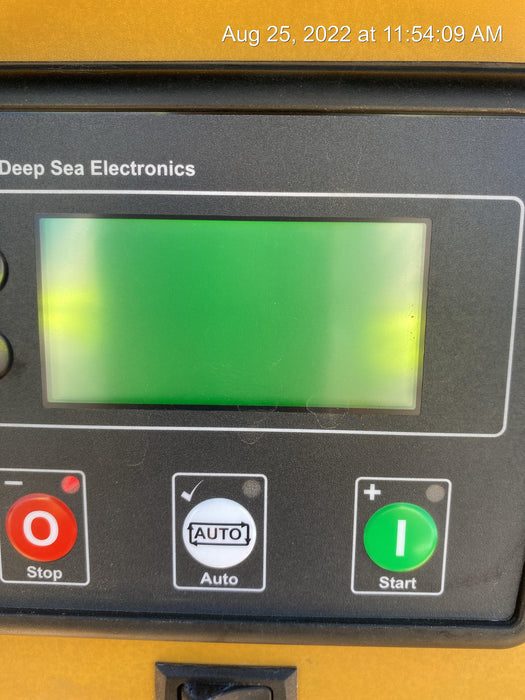 Aug 25, 2022 at 11:54:09 AM
Deep Sea Electronics
O
Stop
AUTO
Auto
I
Start